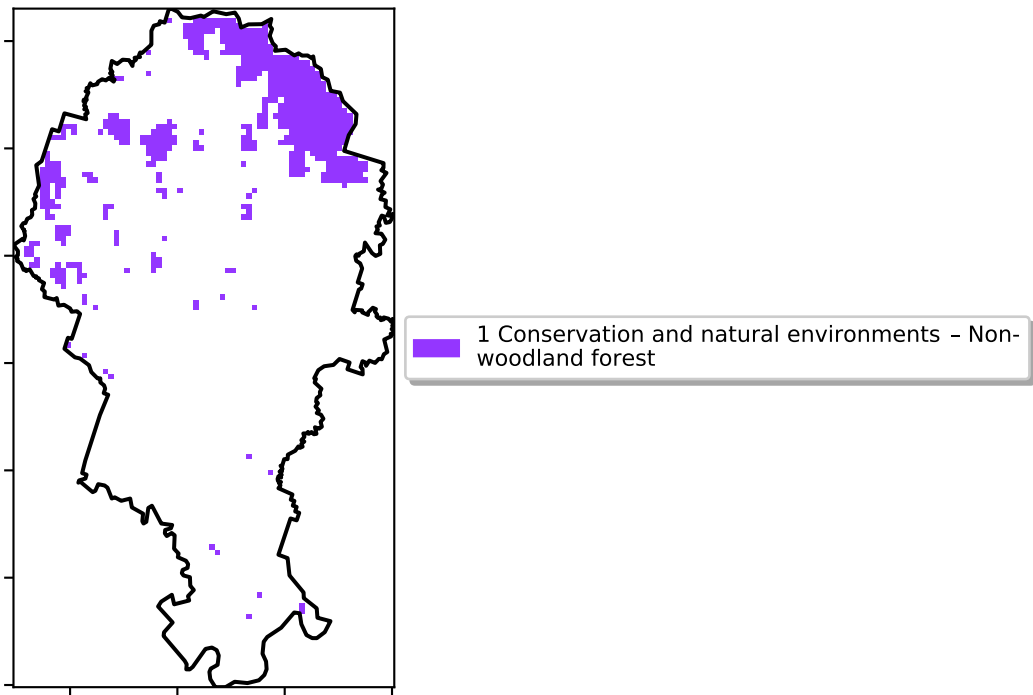 1 Conservation and natural environments – Non-
woodland forest